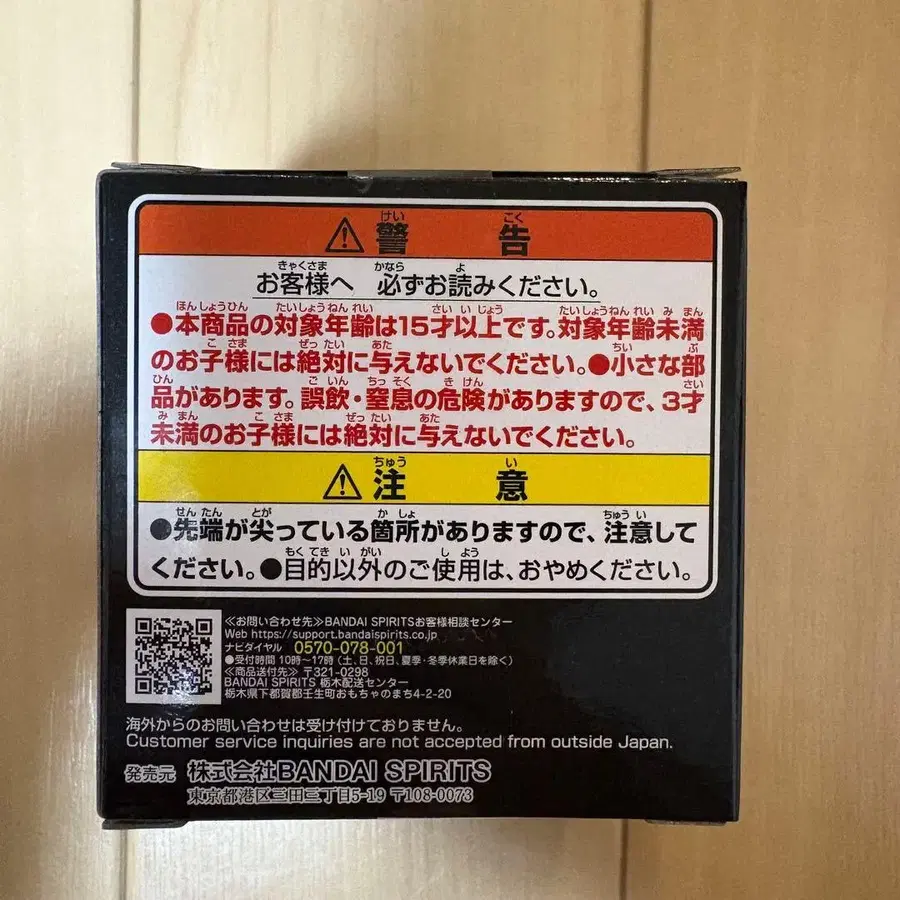 ⚠警告
お客様へ 必ずお読みください。
●本商品の対象年齢は15才以上です。対象年齢未満
のお子様には絶対に与えないでください。●小さな部
品があります。誤飲・窒息の危険がありますので、3才
未満のお子様には絶対に与えないでください。
⚠注意
●先端が尖っている箇所がありますので、注意して
ください。●目的以外のご使用は、おやめください。
≪お問い合わせ先≫BANDAI SPIRITSお客様相談センター
Web https://support.bandaispirits.co.jp
ナビダイヤル 0570-078-001
●受付時間 10時〜17時(土、日、祝日、夏季・冬季休業日を除く)
≪商品送付先≫〒321-0298
BANDAI SPIRITS 栃木配送センター
栃木県下都賀郡壬生町おもちゃのまち4-2-20
海外からのお問い合わせは受け付けておりません。
Customer service inquiries are not accepted from outside Japan.
発売元 株式会社BANDAI SPIRITS
東京都港区三田三丁目5-19 〒108-0073